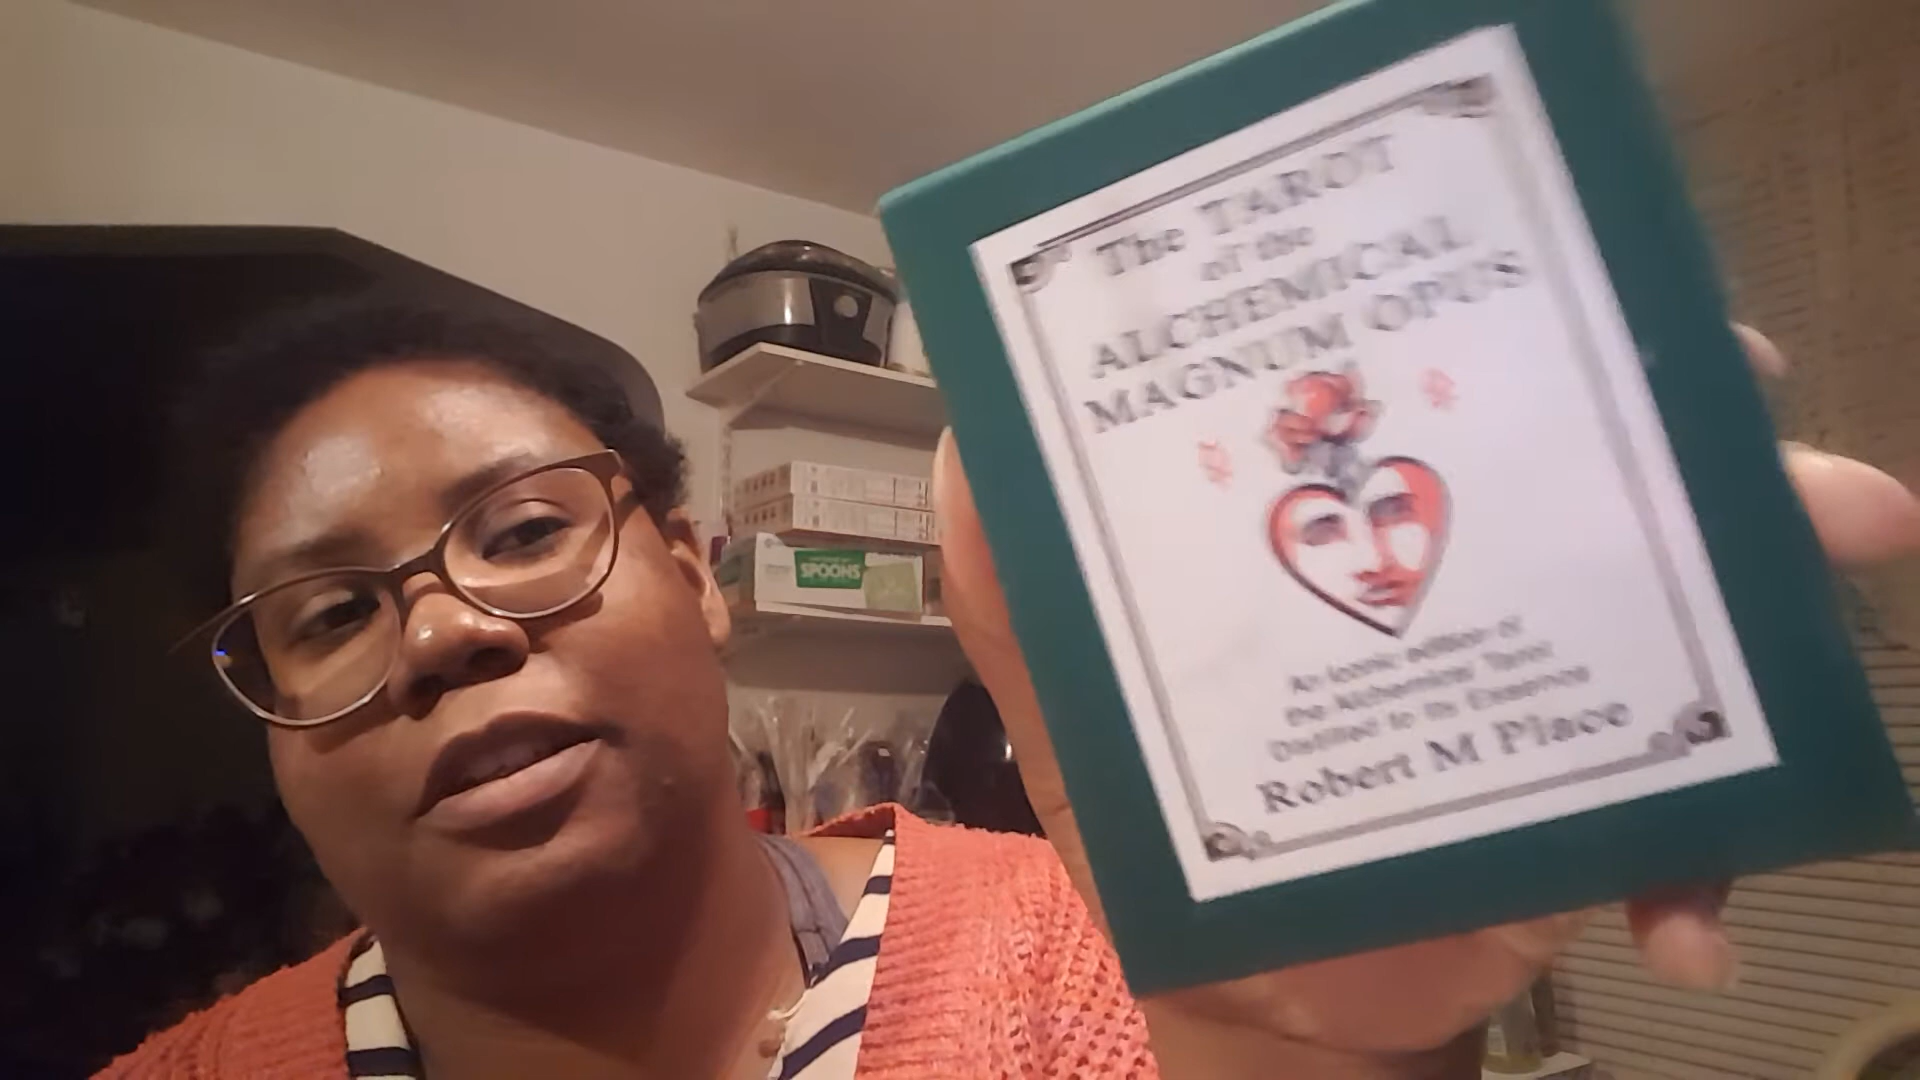 The TAROT
of the
ALCHEMICAL
MAGNUM OPUS
An Iconic edition of
the Alchemical Tarot
Distilled to Its Essence
Robert M Place
SPOONS